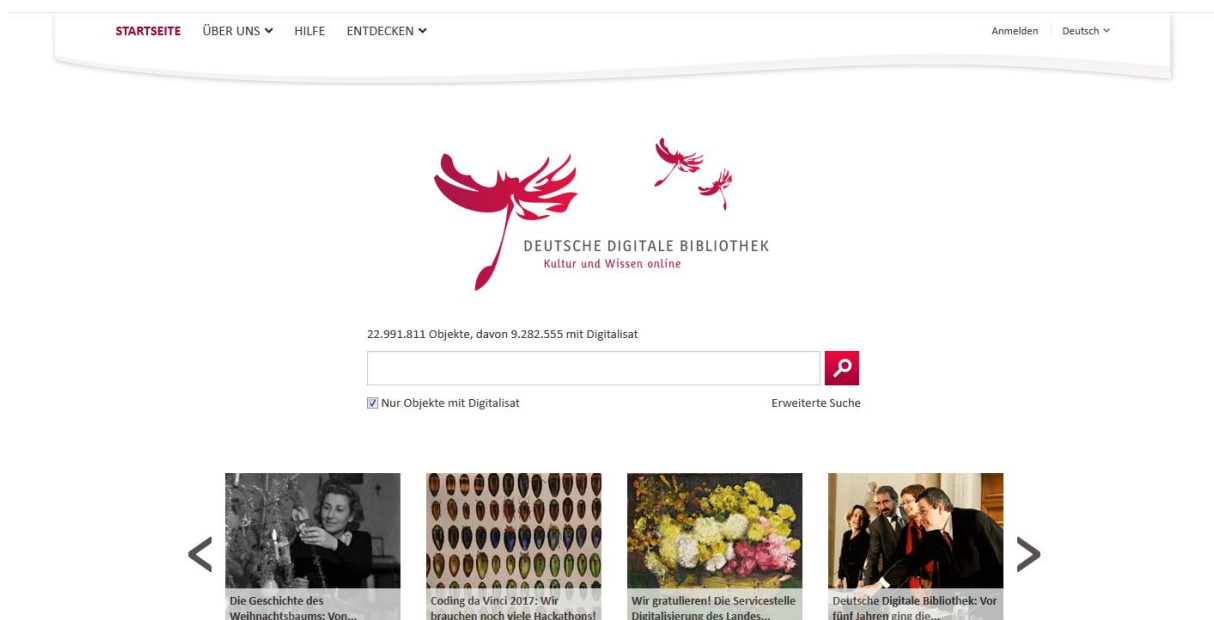 STARTSEITE ÜBER UNS HILFE ENTDECKEN Anmelden Deutsch
DEUTSCHE DIGITALE BIBLIOTHEK
Kultur und Wissen online
22.991.811 Objekte, davon 9.282.555 mit Digitalisat
Nur Objekte mit Digitalisat Erweiterte Suche
Die Geschichte des
Weihnachtsbaums: Von...
Coding da Vinci 2017: Wir
brauchen noch viele Hackathons!
Wir gratulieren! Die Servicestelle
Digitalisierung des Landes...
Deutsche Digitale Bibliothek: Vor
fünf Jahren ging die...